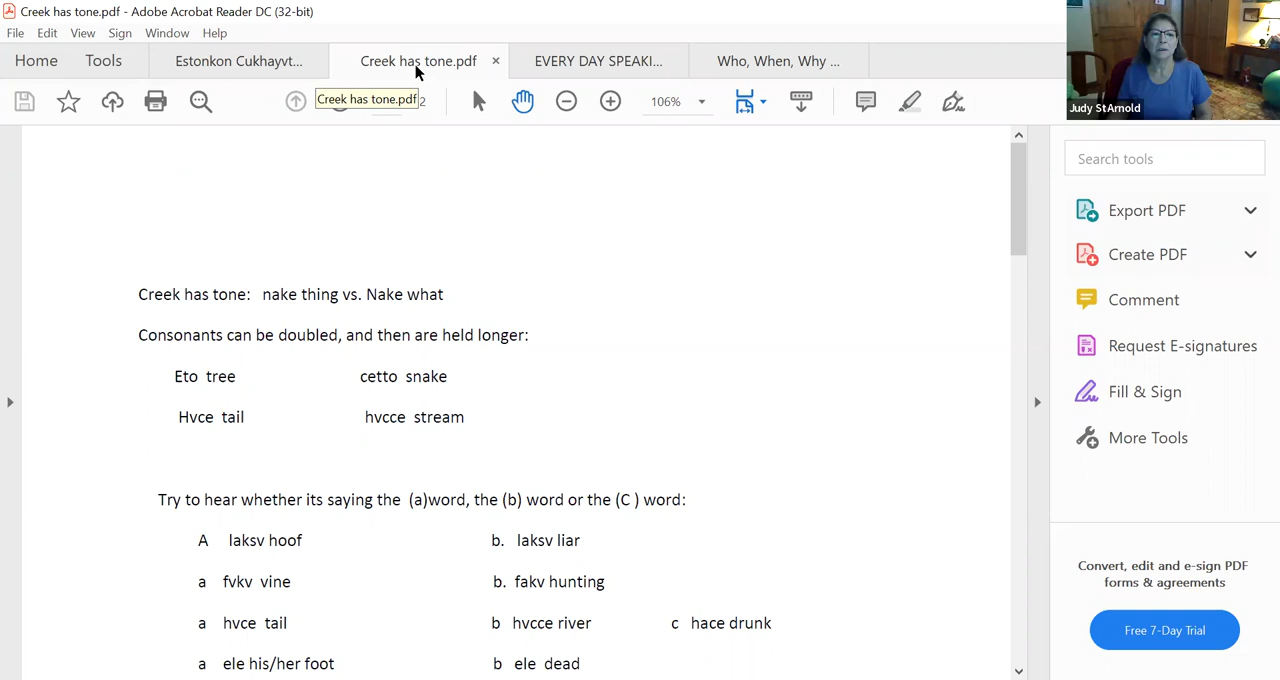 Creek has tone.pdf - Adobe Acrobat Reader DC (32-bit)
File Edit View Sign Window Help
Home Tools Estonkon Cukhayvt... Creek has tone.pdf × EVERY DAY SPEAKI... Who, When, Why ...
Creek has tone.pdf 2 106%
Judy StArnold
Search tools
Export PDF
Create PDF
Comment
Request E-signatures
Fill & Sign
More Tools
Convert, edit and e-sign PDF
forms & agreements
Free 7-Day Trial
Creek has tone: nake thing vs. Nake what
Consonants can be doubled, and then are held longer:
Eto tree cetto snake
Hvce tail hvcce stream
Try to hear whether its saying the (a)word, the (b) word or the (C ) word:
A laksv hoof b. laksv liar
a fvkv vine b. fakv hunting
a hvce tail b hvcce river c hace drunk
a ele his/her foot b ele dead